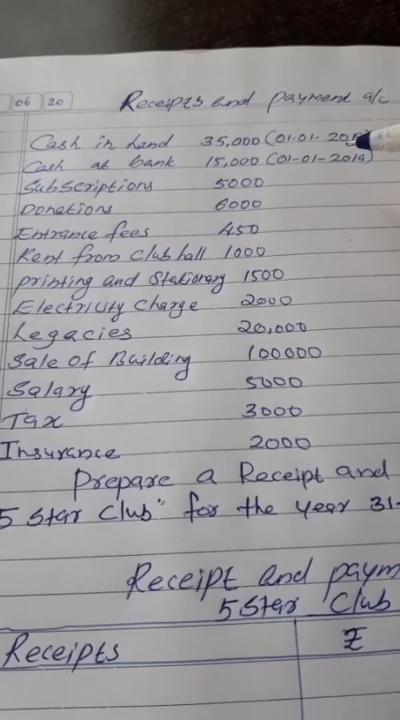 06 20
Receipts and payment a/c
Cash in hand 35,000 (01-01-
Cash at bank 15,000 (01-01-2019)
Subscriptions 5000
Donations 6000
Entrance fees 450
Rent from Club hall 1000
printing and Stationary 1500
Electricity Charge 2000
Legacies 20,000
Sale of Building 100000
Salary 5000
Tax 3000
Insurance 2000
Prepare a Receipt and
5 Star Club" for the year 31-
Receipt and paym
5 Star Club
Receipts ₹